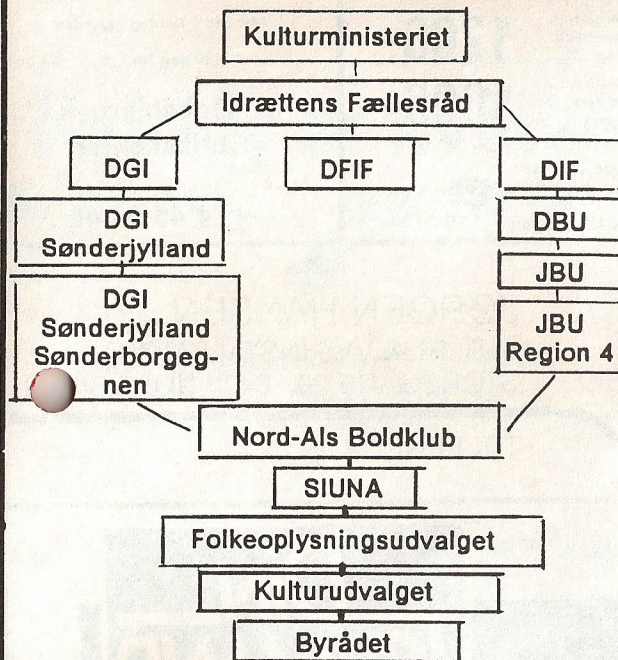 Kulturministeriet
Idrættens Fællesråd
DGI
DFIF
DIF
DGI
Sønderjylland
DBU
JBU
DGI
Sønderjylland
Sønderborgeg-
nen
JBU
Region 4
Nord-Als Boldklub
SIUNA
Folkeoplysningsudvalget
Kulturudvalget
Byrådet